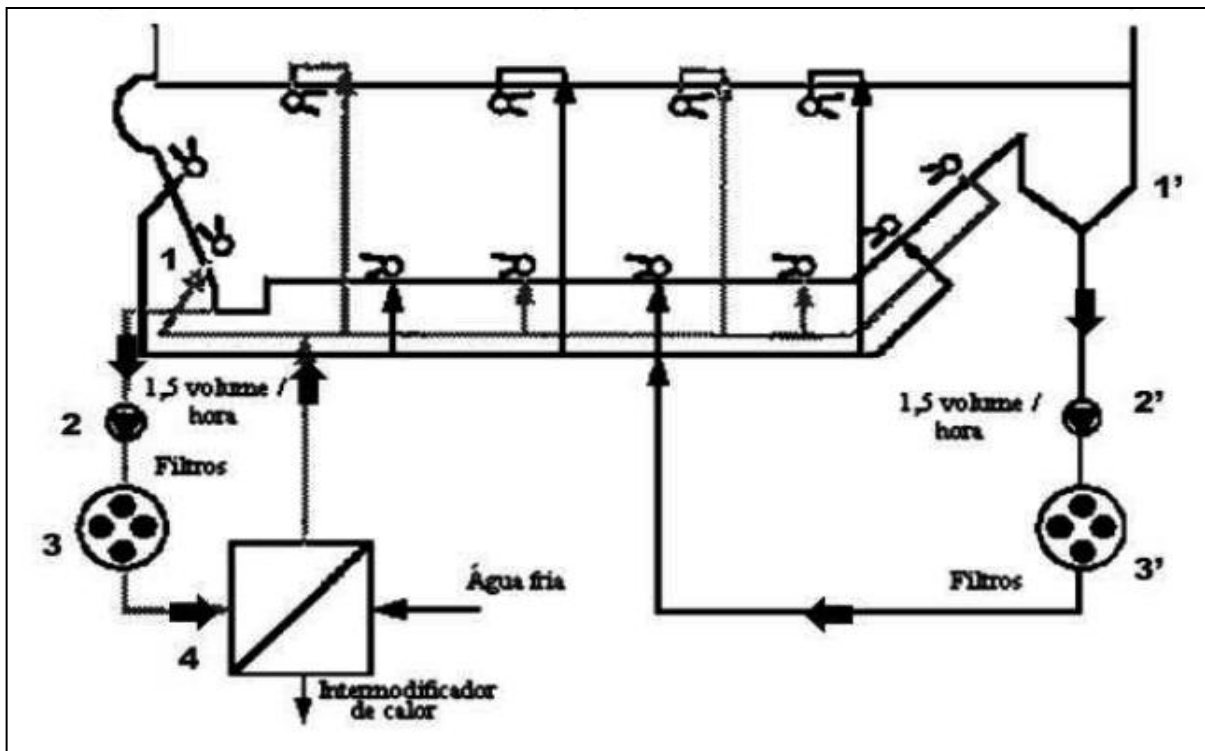 1
1'
1,5 volume /
hora
2
Filtros
3
4
Água fria
Intermodificador
de calor
1,5 volume /
hora
2'
Filtros
3'